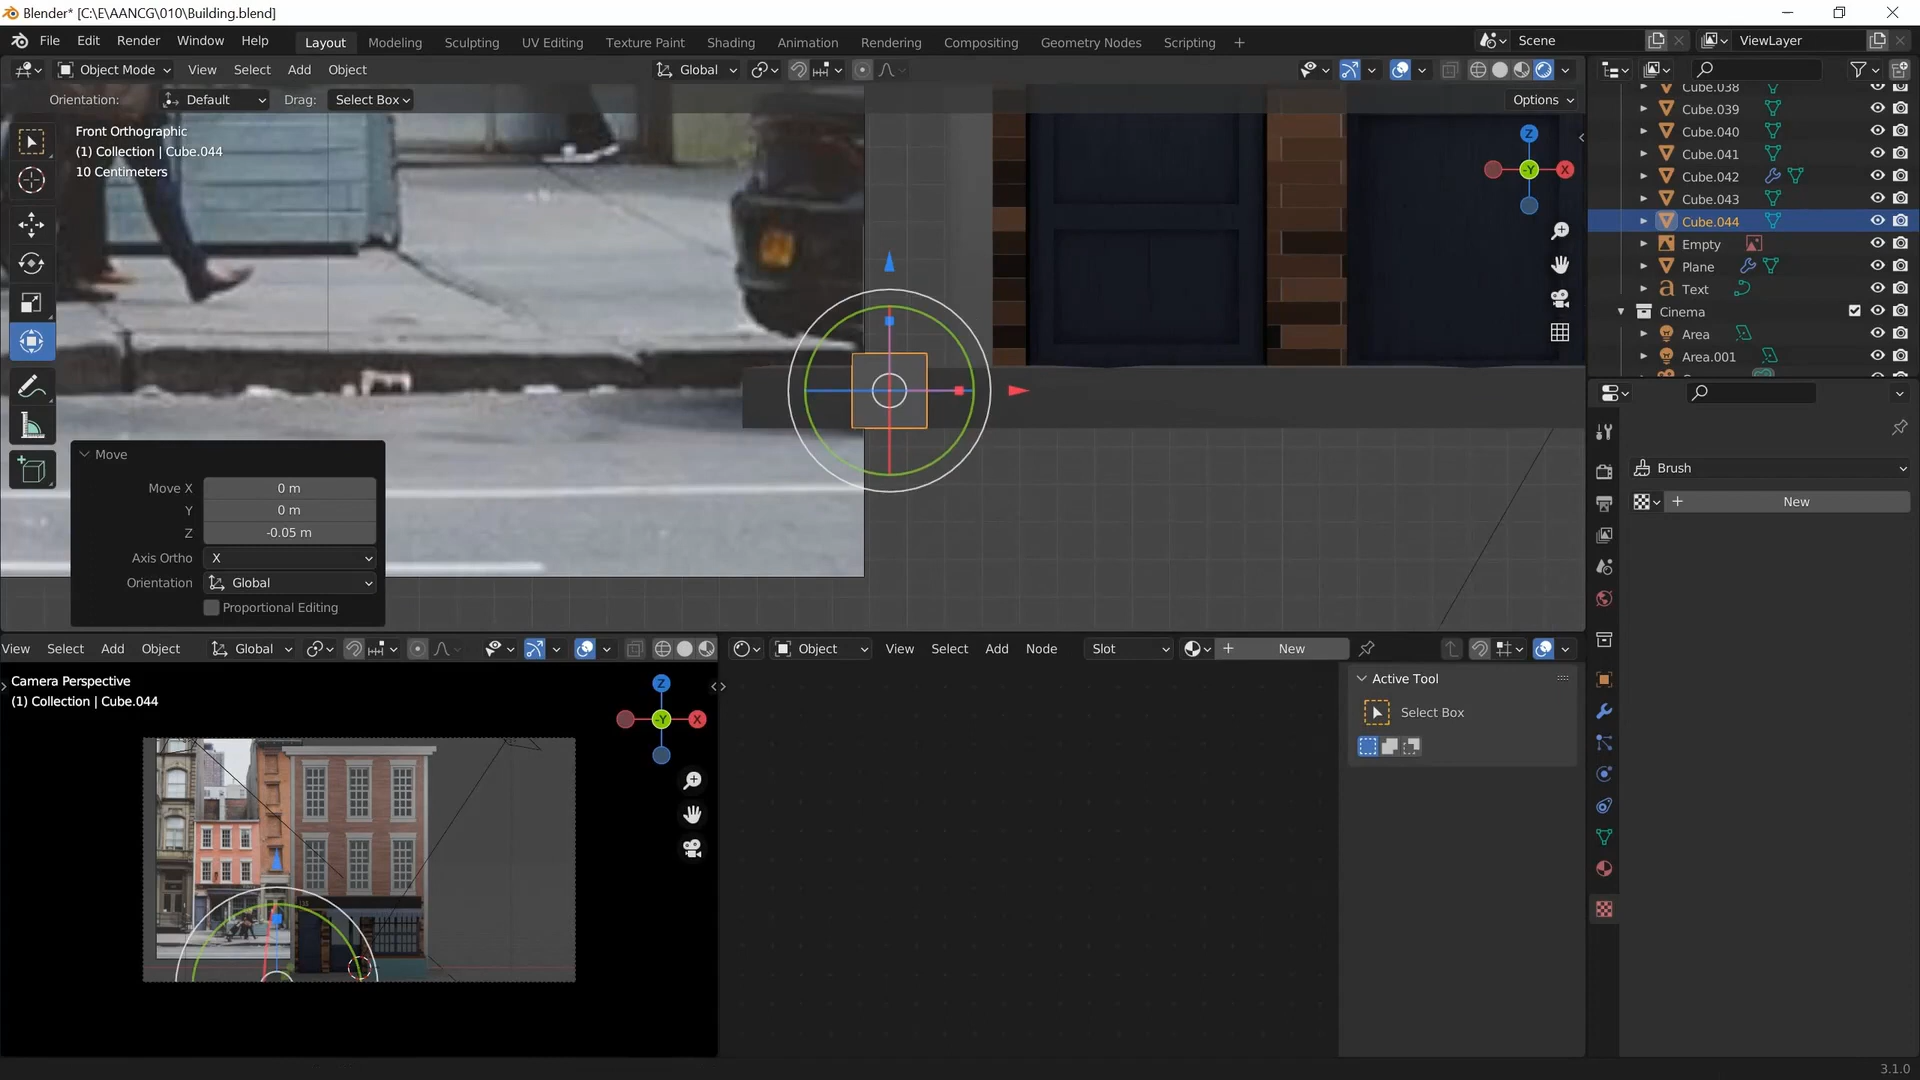 Blender* [C:\E\AANCG\010\Building.blend]
File Edit Render Window Help
Layout Modeling Sculpting UV Editing Texture Paint Shading Animation Rendering Compositing Geometry Nodes Scripting +
Scene
ViewLayer
Object Mode View Select Add Object
Global
Orientation: Default Drag: Select Box
Options
Front Orthographic
(1) Collection | Cube.044
10 Centimeters
Z
-Y
X
Cube.038
Cube.039
Cube.040
Cube.041
Cube.042
Cube.043
Cube.044
Empty
Plane
Text
Cinema
Area
Area.001
Brush
New
Move
Move X 0 m
Y 0 m
Z -0.05 m
Axis Ortho X
Orientation Global
Proportional Editing
View Select Add Object
Global
Object View Select Add Node
Slot
New
Camera Perspective
(1) Collection | Cube.044
Z
-Y
X
Active Tool
Select Box
3.1.0